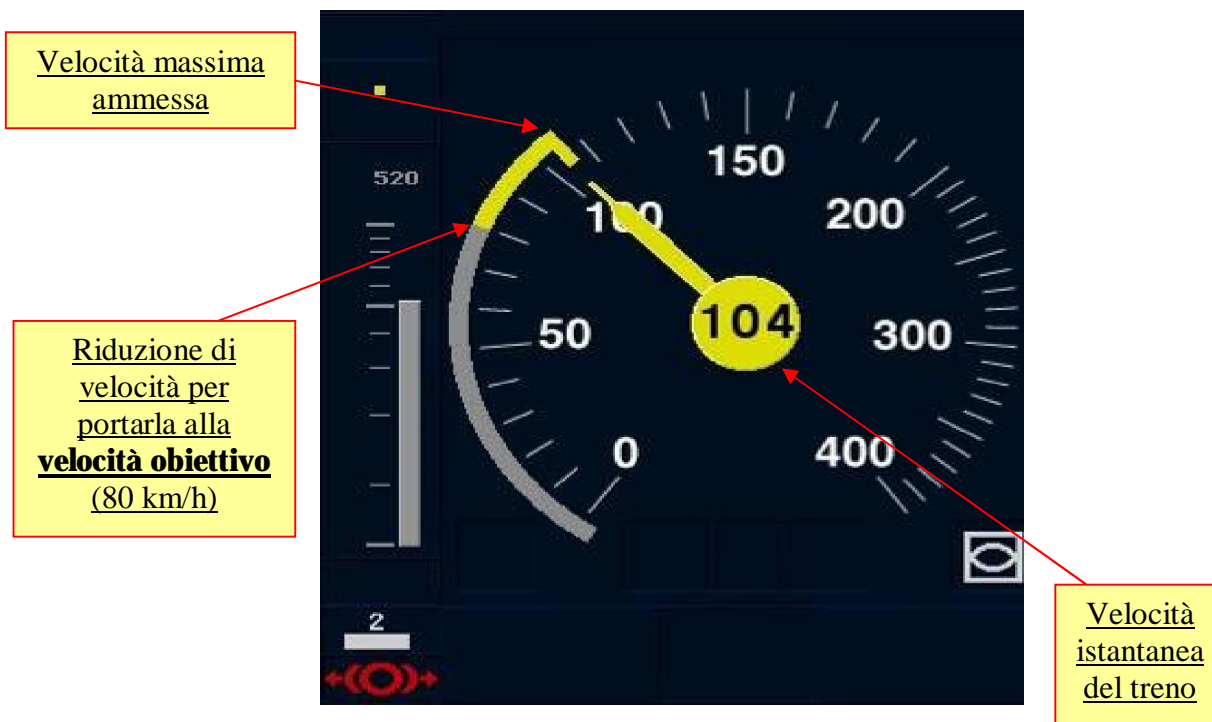 Velocità massima
ammessa
520
150
100
200
104
50
300
Riduzione di
velocità per
portarla alla
velocità obiettivo
(80 km/h)
0
400
2
Velocità
istantanea
del treno